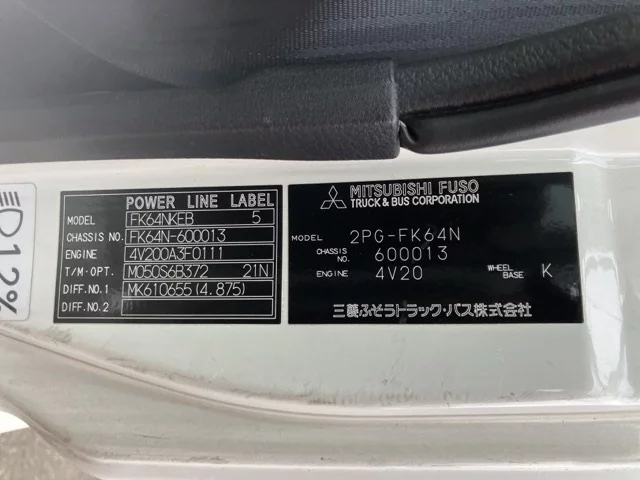 1.2%
POWER LINE LABEL
MODEL FK64NKEB 5
CHASSIS NO. FK64N-600013
ENGINE 4V200A3F0111
T/M·OPT. M050S6B372 21N
DIFF.NO.1 MK610655(4.875)
DIFF.NO.2
MITSUBISHI FUSO
TRUCK & BUS CORPORATION
MODEL 2PG-FK64N
CHASSIS NO. 600013
ENGINE 4V20 WHEEL BASE K
三菱ふそうトラック・バス株式会社